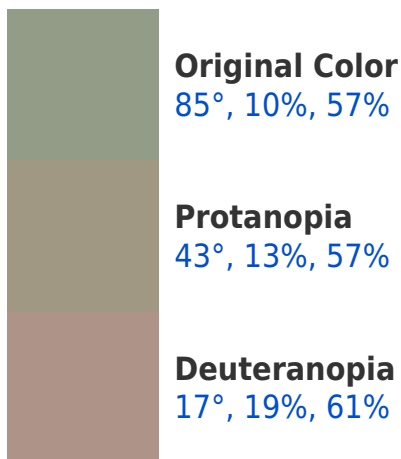 Original Color
85°, 10%, 57%
Protanopia
43°, 13%, 57%
Deuteranopia
17°, 19%, 61%